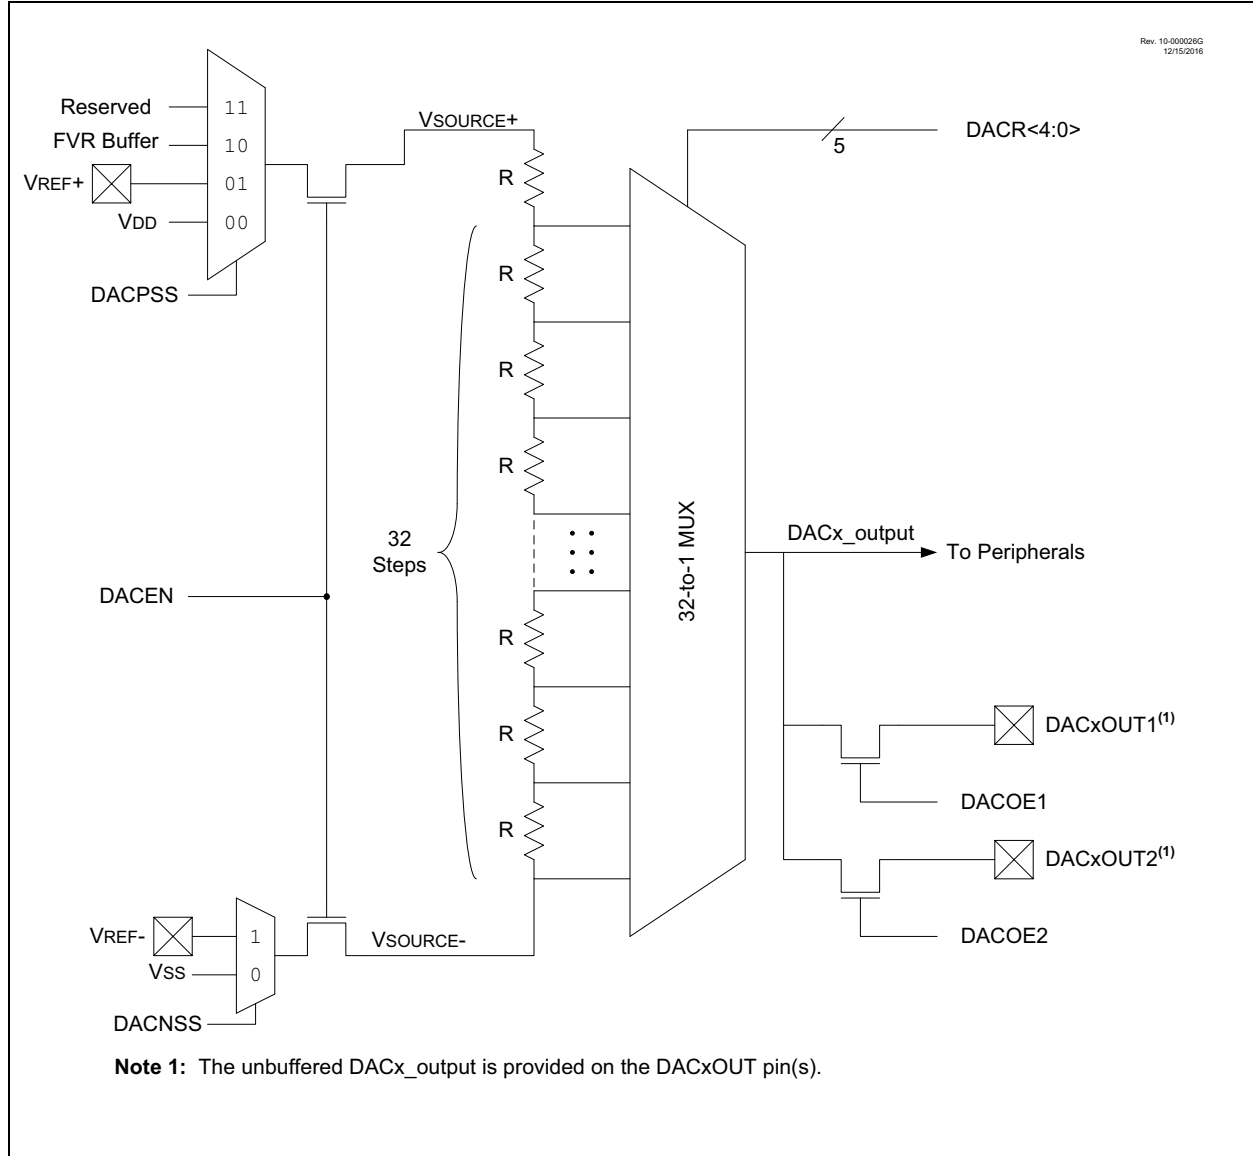 Rev. 10-000026G
12/15/2016
Reserved
11
FVR Buffer
10
VREF+
01
VDD
00
DACPSS
VSOURCE+
DACR<4:0>
5
R
R
R
R
32
Steps
32-to-1 MUX
DACx_output
To Peripherals
DACEN
R
R
R
DACxOUT1(1)
DACOE1
DACxOUT2(1)
DACOE2
VREF-
1
VSS
0
VSOURCE-
DACNSS
Note 1: The unbuffered DACx_output is provided on the DACxOUT pin(s).